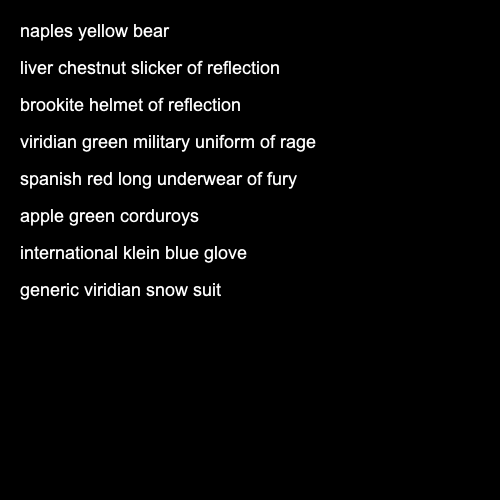 naples yellow bear
liver chestnut slicker of reflection
brookite helmet of reflection
viridian green military uniform of rage
spanish red long underwear of fury
apple green corduroys
international klein blue glove
generic viridian snow suit